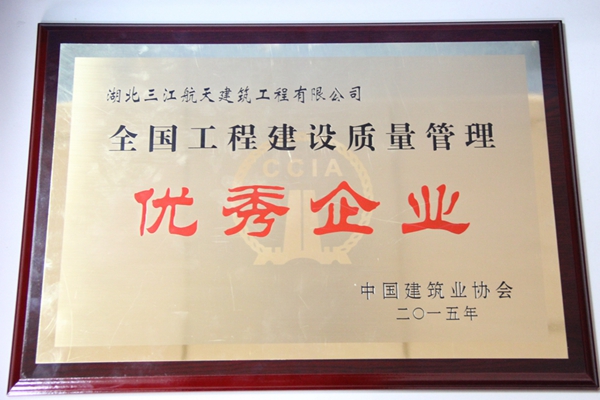 湖北三江航天建筑工程有限公司
全国工程建设质量管理
CCIA
优秀企业
中国建筑业协会
二〇一五年